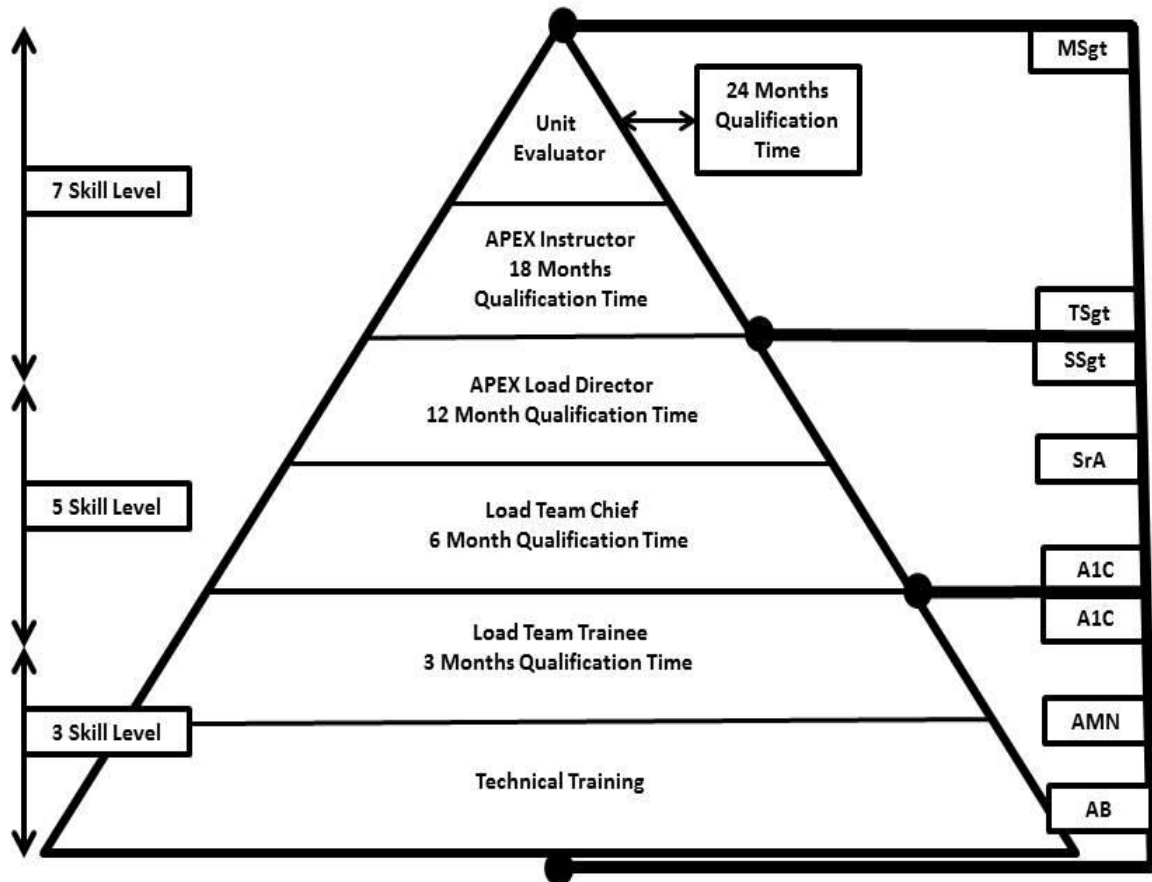 MSgt
24 Months
Qualification
Time
Unit
Evaluator
7 Skill Level
APEX Instructor
18 Months
Qualification Time
TSgt
SSgt
APEX Load Director
12 Month Qualification Time
SrA
5 Skill Level
Load Team Chief
6 Month Qualification Time
A1C
A1C
Load Team Trainee
3 Months Qualification Time
3 Skill Level
AMN
Technical Training
AB